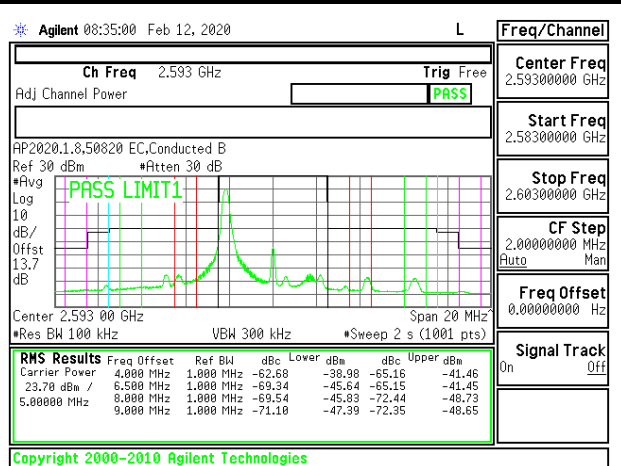 Agilent 08:35:00 Feb 12, 2020 L
Freq/Channel
Ch Freq 2.593 GHz Trig Free
Adj Channel Power PASS
AP2020.1.8,50820 EC,Conducted B
Ref 30 dBm #Atten 30 dB
#Avg
Log
10
dB/
Offst
13.7
dB
PASS LIMIT1
Center 2.593 00 GHz Span 20 MHz
#Res BW 100 kHz VBW 300 kHz #Sweep 2 s (1001 pts)
RMS Results Freq Offset Ref BW dBc Lower dBm dBc Upper dBm
Carrier Power 4.000 MHz 1.000 MHz -62.68 -38.98 -65.16 -41.46
23.70 dBm / 6.500 MHz 1.000 MHz -69.34 -45.64 -65.15 -41.45
5.00000 MHz 8.000 MHz 1.000 MHz -69.54 -45.83 -72.44 -48.73
9.000 MHz 1.000 MHz -71.10 -47.39 -72.35 -48.65
Center Freq
2.59300000 GHz
Start Freq
2.58300000 GHz
Stop Freq
2.60300000 GHz
CF Step
2.00000000 MHz
Auto Man
Freq Offset
0.00000000 Hz
Signal Track
On Off
Copyright 2000-2010 Agilent Technologies